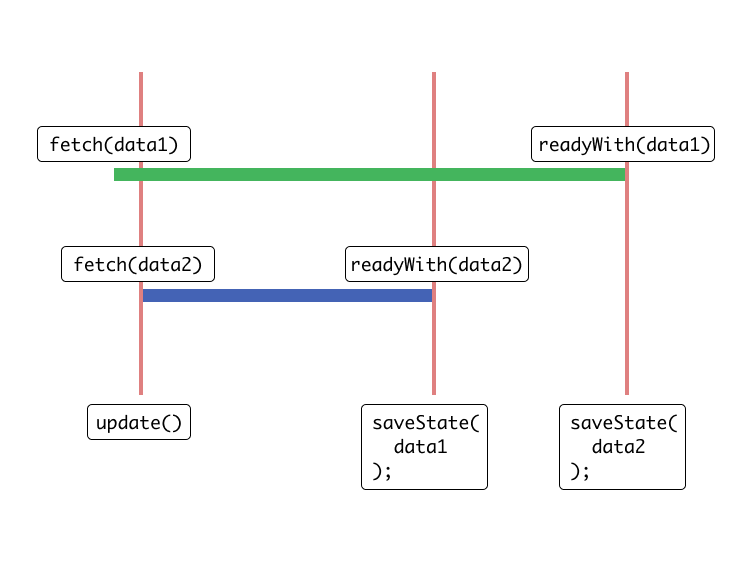 fetch(data1)
readyWith(data1)
fetch(data2)
readyWith(data2)
update()
saveState(
data1
);
saveState(
data2
);